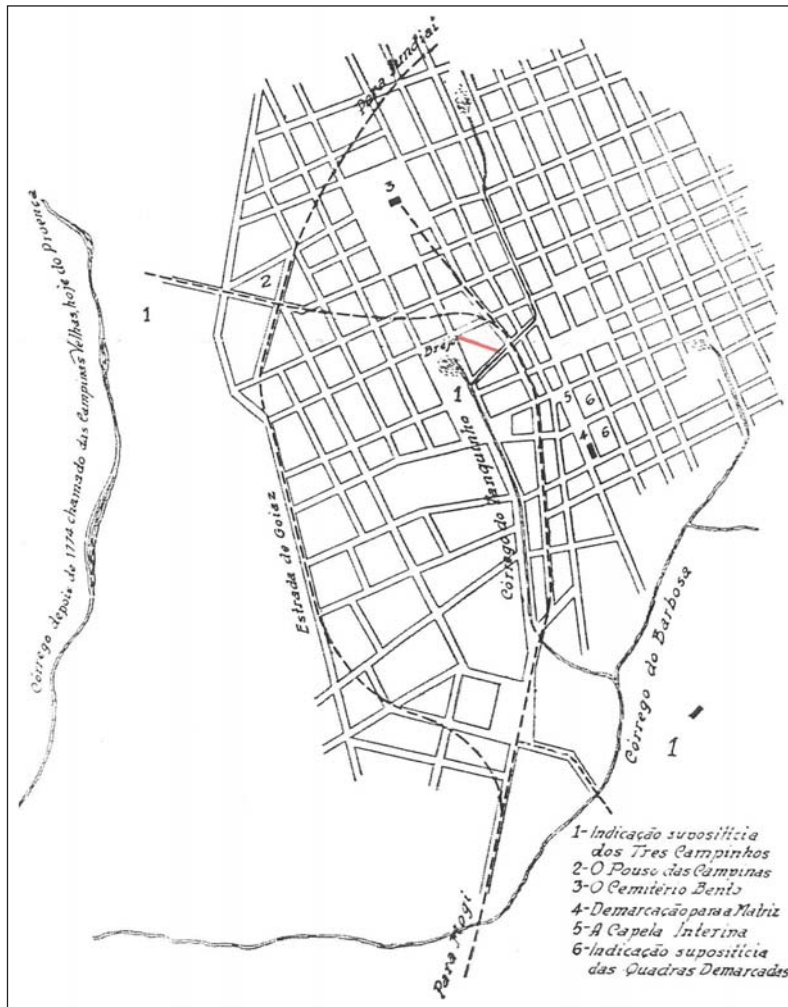 Para Jundiai
3
Corrego depois de 1774 chamado das Campinas Velhas, hoje do Proença
2
1
Brejo
1
5
6
4
6
Estrada de Goiaz
Córrego do Tanquinho
Córrego do Barbosa
1
Para Mogi
1-Indicação supositícia
dos Tres Campinhos
2-O Pouso das Campinas
3-O Cemitério Bento
4-Demarcação para a Matriz
5-A Capela Interina
6-Indicação supositícia
das Quadras Demarcadas